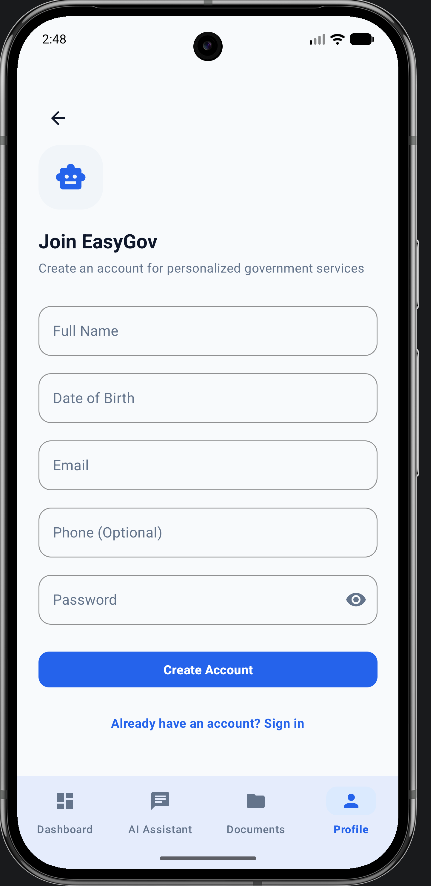 2:48
Join EasyGov
Create an account for personalized government services
Full Name
Date of Birth
Email
Phone (Optional)
Password
Create Account
Already have an account? Sign in
Dashboard AI Assistant Documents Profile